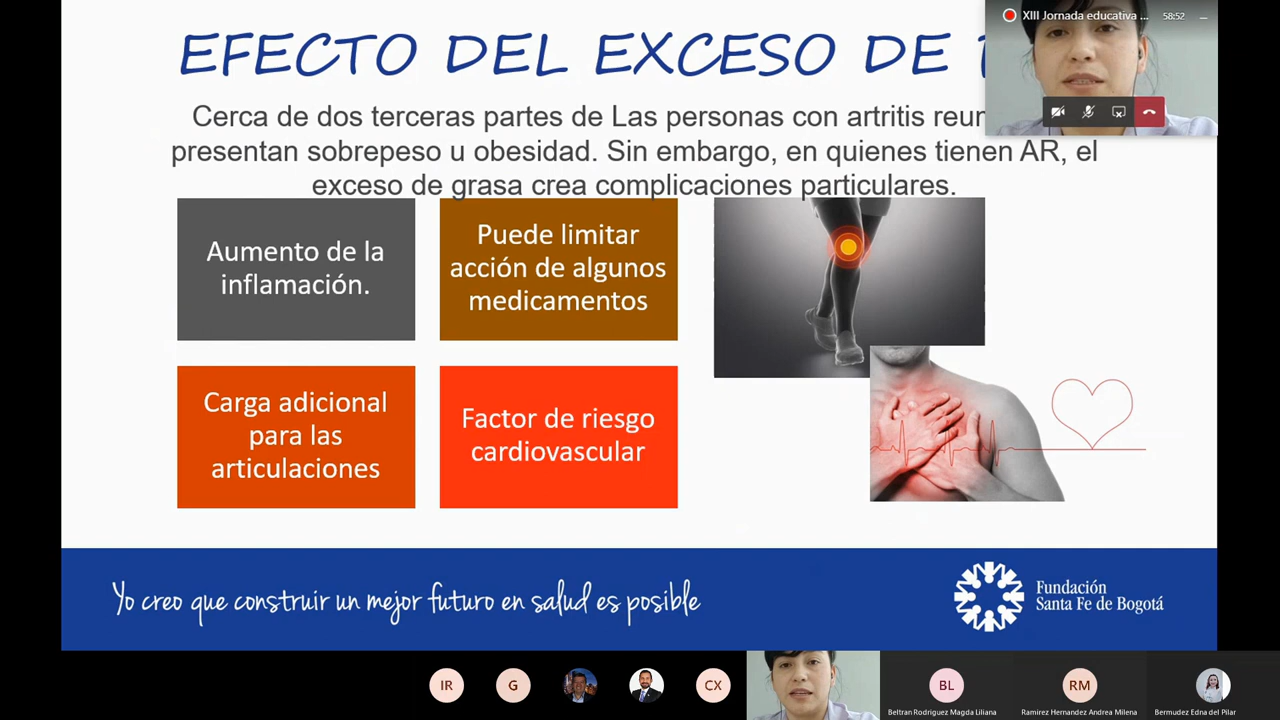 XIII Jornada educativa ...
58:52
EFECTO DEL EXCESO DE
Cerca de dos terceras partes de Las personas con artritis
presentan sobrepeso u obesidad. Sin embargo, en quienes tienen AR, el
exceso de grasa crea complicaciones particulares.
Aumento de la
inflamación.
Puede limitar
acción de algunos
medicamentos
Carga adicional
para las
articulaciones
Factor de riesgo
cardiovascular
Yo creo que construir un mejor futuro en salud es posible
Fundación
Santa Fe de Bogotá
IR
G
CX
BL
RM
Beltran Rodriguez Magda Liliana
Ramirez Hernandez Andrea Milena
Bermudez Edna del Pilar